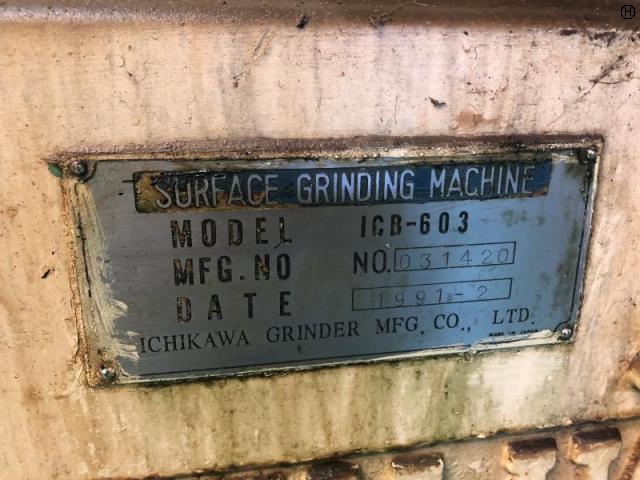 SURFACE GRINDING MACHINE
MODEL ICB-603
MFG.NO NO. 031420
DATE 1991-2
ICHIKAWA GRINDER MFG. CO., LTD.
MADE IN JAPAN
H